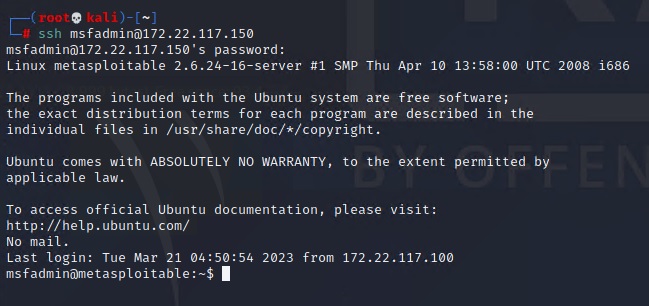 ┌──(root💀kali)-[~]
└─# ssh msfadmin@172.22.117.150
msfadmin@172.22.117.150's password:
Linux metasploitable 2.6.24-16-server #1 SMP Thu Apr 10 13:58:00 UTC 2008 i686
The programs included with the Ubuntu system are free software;
the exact distribution terms for each program are described in the
individual files in /usr/share/doc/*/copyright.
Ubuntu comes with ABSOLUTELY NO WARRANTY, to the extent permitted by
applicable law.
To access official Ubuntu documentation, please visit:
http://help.ubuntu.com/
No mail.
Last login: Tue Mar 21 04:50:54 2023 from 172.22.117.100
msfadmin@metasploitable:~$
BY OFFEN